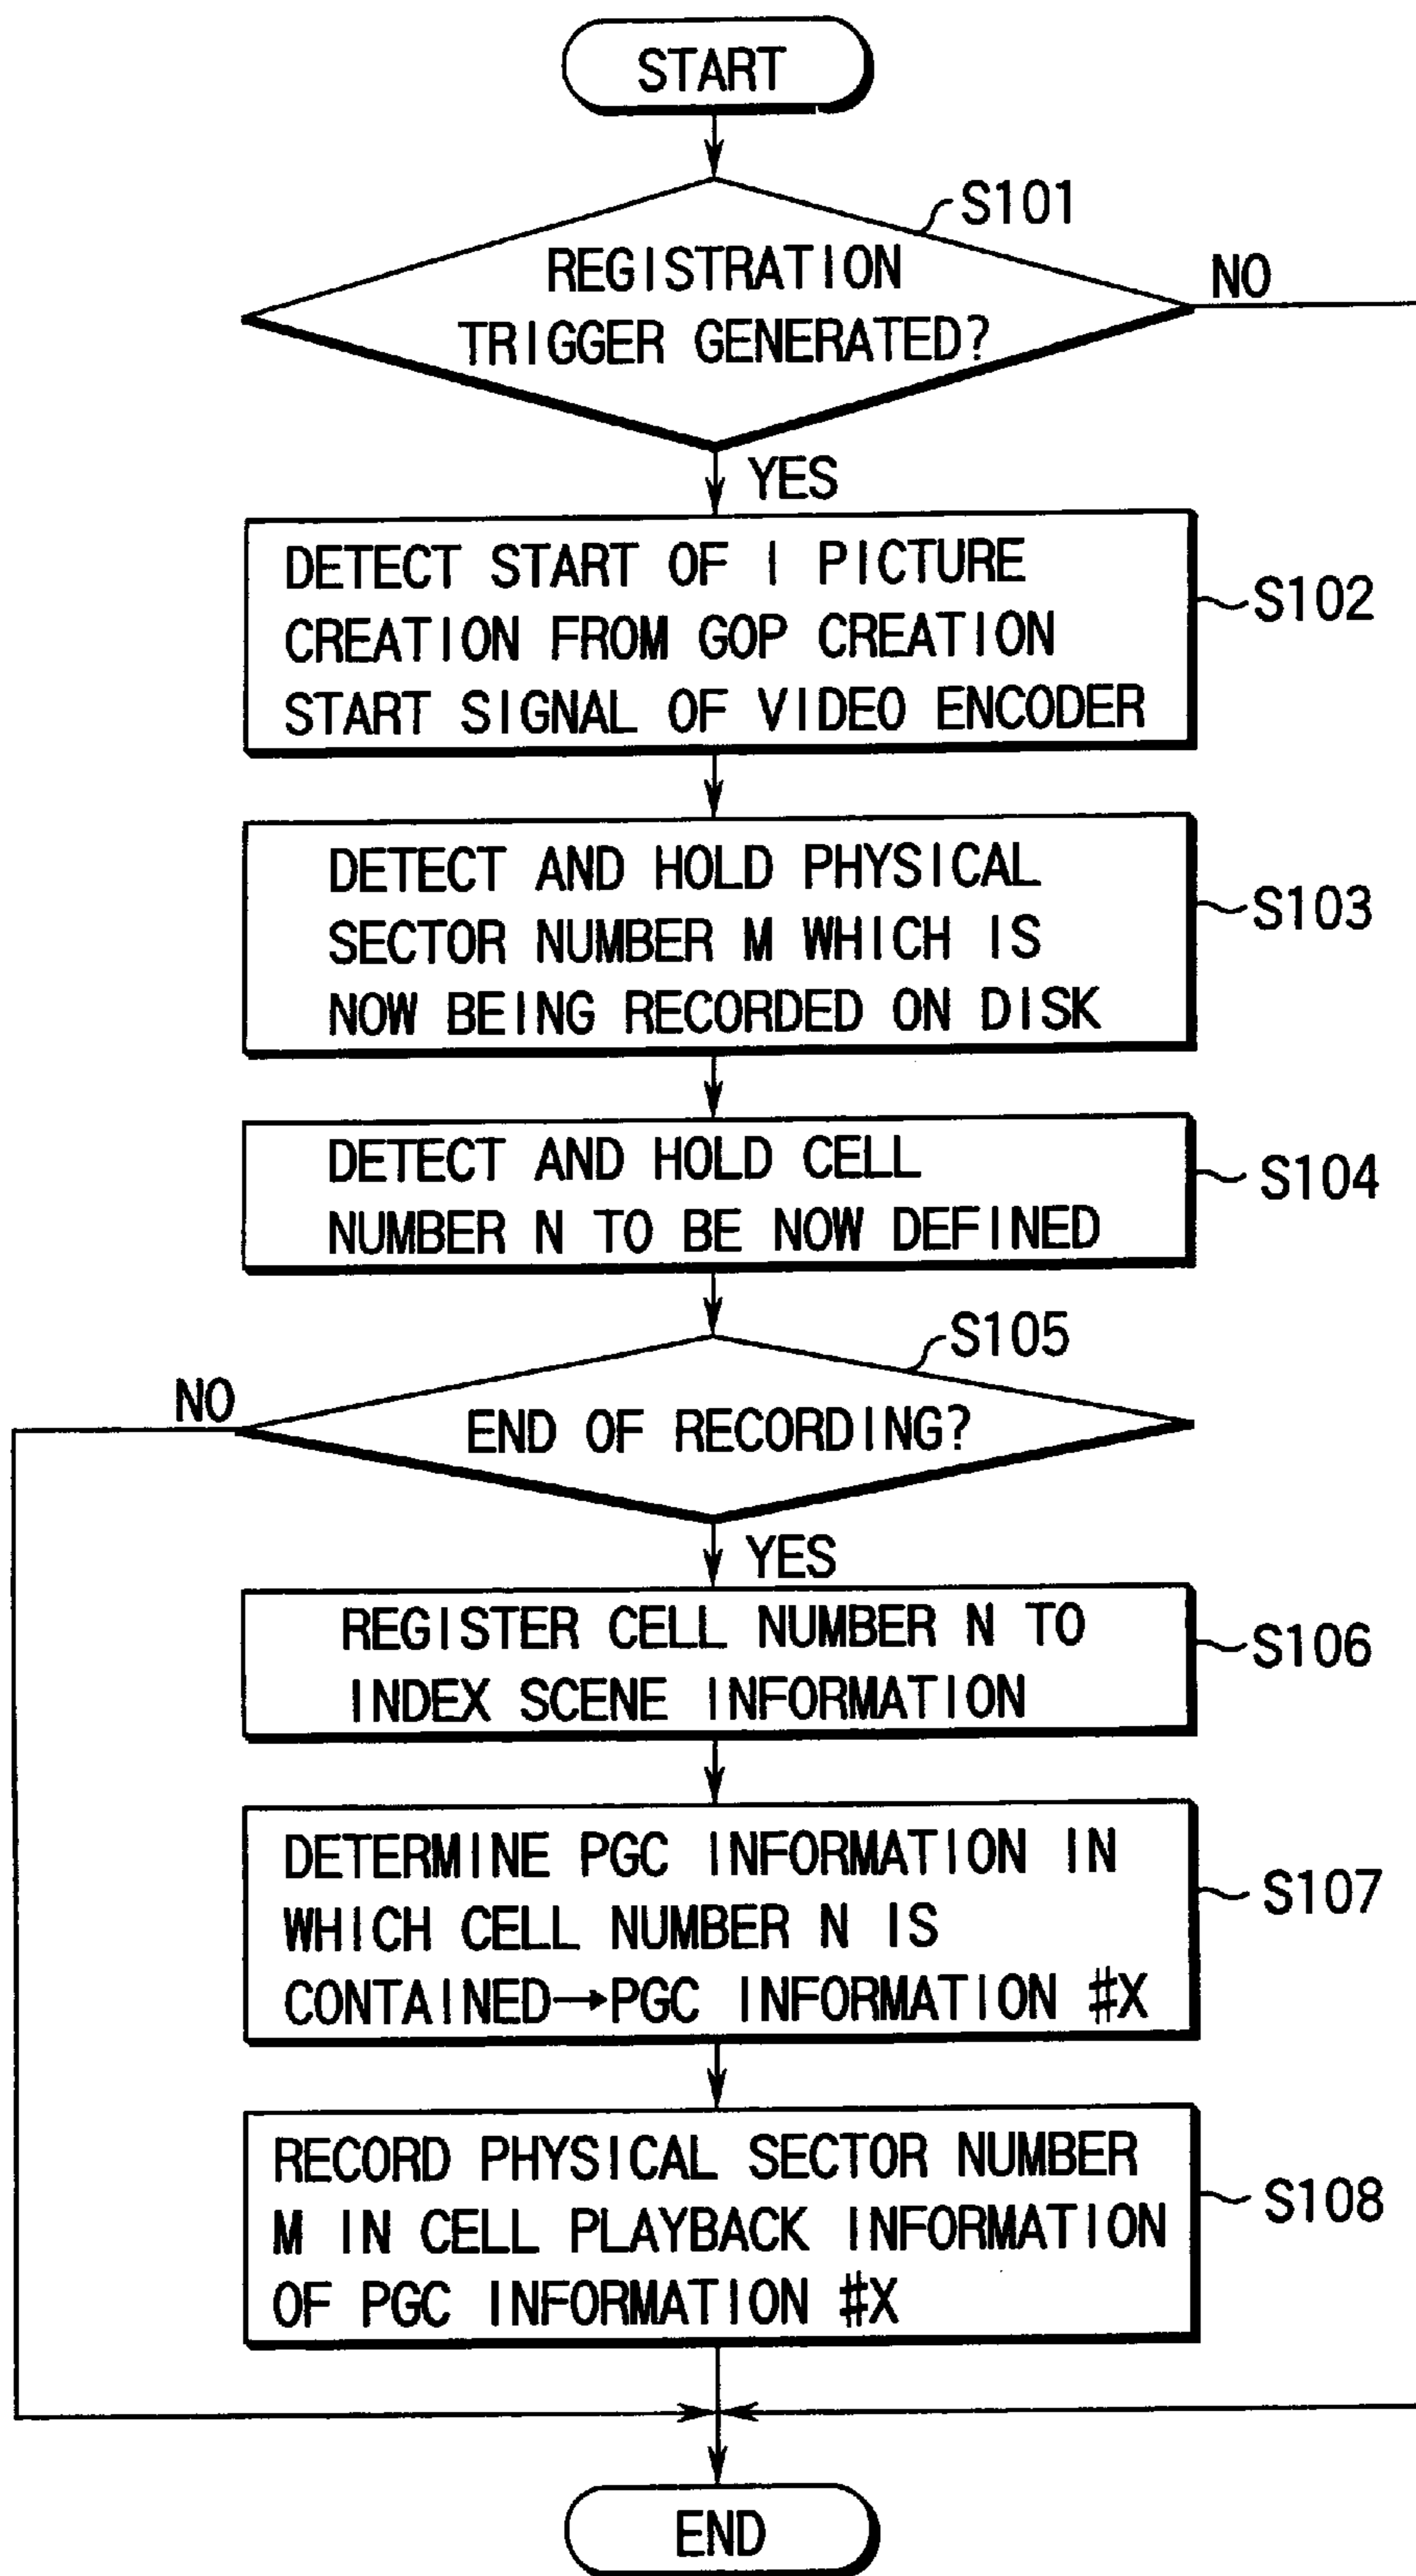 START
S101
REGISTRATION
TRIGGER GENERATED?
NO
YES
DETECT START OF I PICTURE
CREATION FROM GOP CREATION
START SIGNAL OF VIDEO ENCODER
S102
DETECT AND HOLD PHYSICAL
SECTOR NUMBER M WHICH IS
NOW BEING RECORDED ON DISK
S103
DETECT AND HOLD CELL
NUMBER N TO BE NOW DEFINED
S104
S105
NO
END OF RECORDING?
YES
REGISTER CELL NUMBER N TO
INDEX SCENE INFORMATION
S106
DETERMINE PGC INFORMATION IN
WHICH CELL NUMBER N IS
CONTAINED→PGC INFORMATION #X
S107
RECORD PHYSICAL SECTOR NUMBER
M IN CELL PLAYBACK INFORMATION
OF PGC INFORMATION #X
S108
END